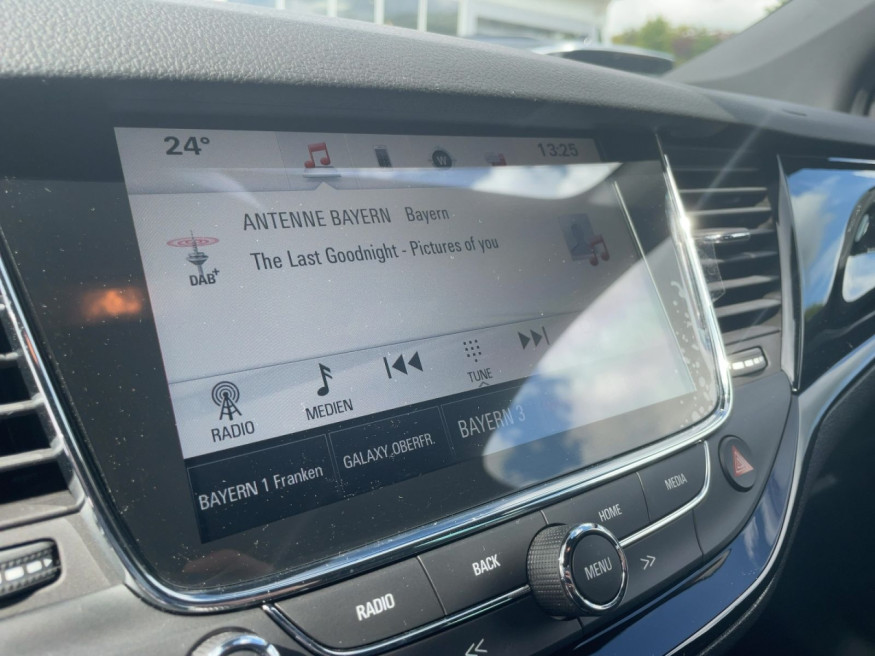 24° W 13:25
ANTENNE BAYERN Bayern
The Last Goodnight - Pictures of you
DAB+
RADIO MEDIEN TUNE
BAYERN 1 Franken GALAXY OBERFR. BAYERN 3
RADIO BACK HOME MEDIA
MENU